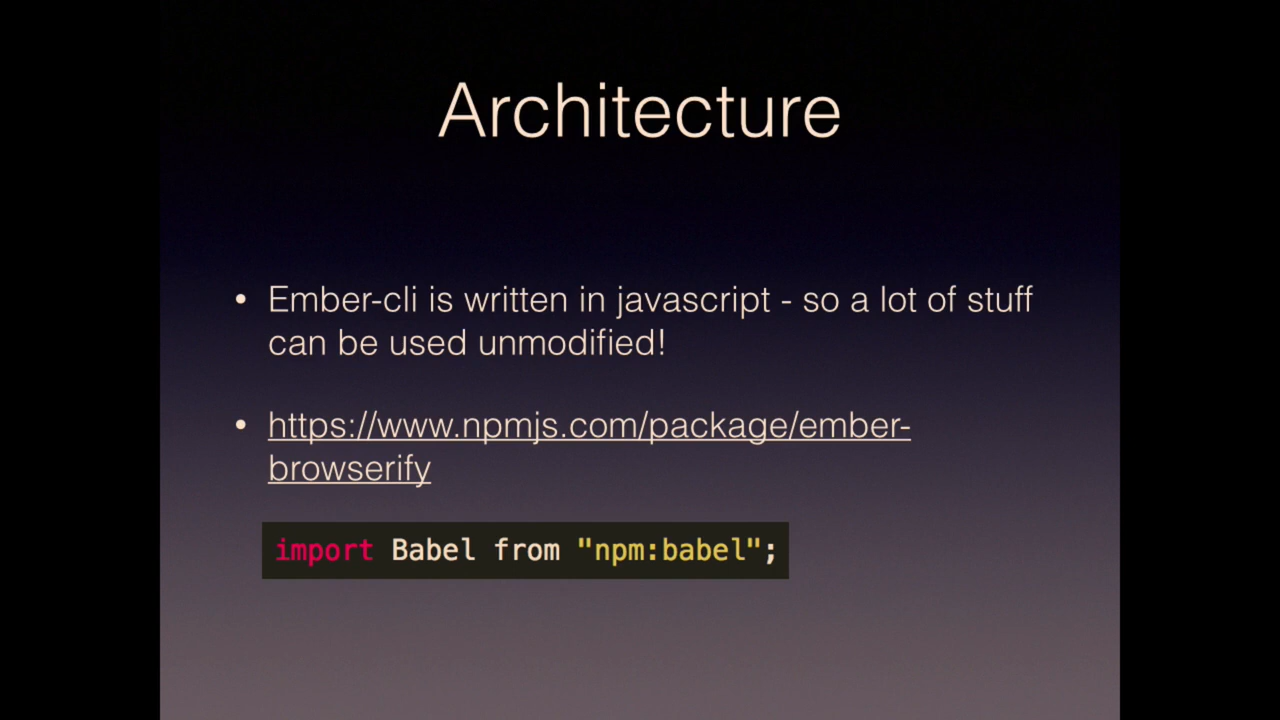 Architecture
• Ember-cli is written in javascript - so a lot of stuff
can be used unmodified!
• https://www.npmjs.com/package/ember-
browserify
import Babel from "npm:babel";